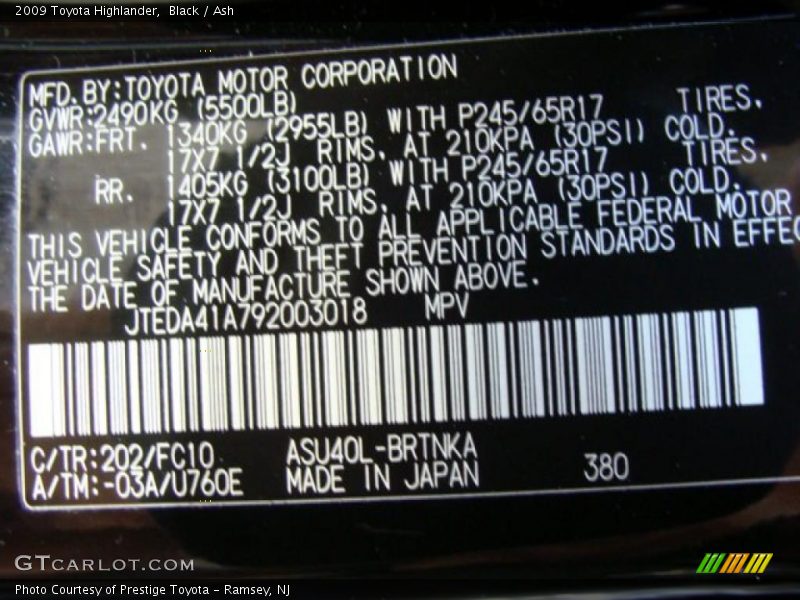 2009 Toyota Highlander,  Black / Ash
MFD. BY:TOYOTA MOTOR CORPORATION
GVWR:2490KG (5500LB)
GAWR:FRT. 1340KG (2955LB) WITH P245/65R17 TIRES,
17X7 1/2J RIMS, AT 210KPA (30PSI) COLD.
RR. 1405KG (3100LB) WITH P245/65R17 TIRES,
17X7 1/2J RIMS, AT 210KPA (30PSI) COLD.
THIS VEHICLE CONFORMS TO ALL APPLICABLE FEDERAL MOTOR
VEHICLE SAFETY AND THEFT PREVENTION STANDARDS IN EFFEC
THE DATE OF MANUFACTURE SHOWN ABOVE.
JTEDA41A792003018 MPV
C/TR:202/FC10 ASU40L-BRTNKA
A/TM:-03A/U760E MADE IN JAPAN 380
GTCARLOT.COM
Photo Courtesy of Prestige Toyota - Ramsey, NJ